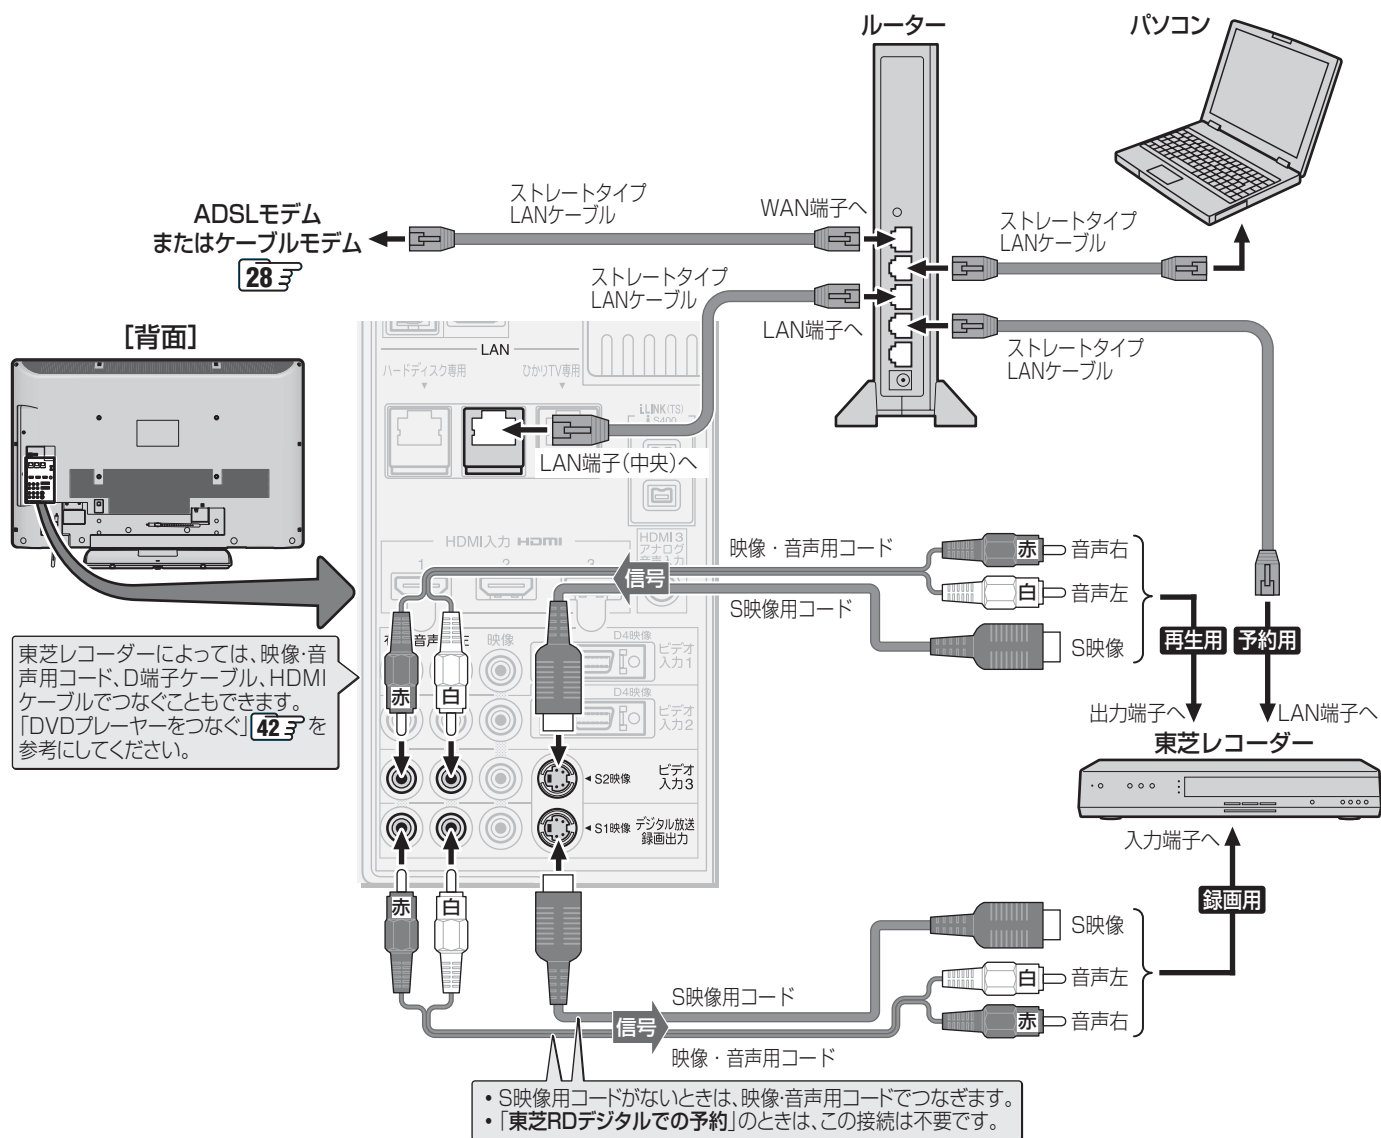 ルーター
パソコン
ストレートタイプ
LANケーブル
WAN端子へ
ADSLモデム
またはケーブルモデム
28
ストレートタイプ
LANケーブル
ストレートタイプ
LANケーブル
LAN端子へ
ストレートタイプ
LANケーブル
[背面]
LAN
ハードディスク専用
ひかりTV専用
i.LINK(TS)
S400
LAN端子(中央)へ
HDMI入力 HDMI
1
2
3
HDMI 3
アナログ
音声入力
映像・音声用コード
信号
S映像用コード
赤
音声右
白
音声左
S映像
再生用
予約用
出力端子へ
LAN端子へ
東芝レコーダー
東芝レコーダーによっては、映像・音
声用コード、D端子ケーブル、HDMI
ケーブルでつなぐこともできます。
「DVDプレーヤーをつなぐ」42を
参考にしてください。
音声
映像
D4映像
ビデオ
入力1
赤
白
D4映像
ビデオ
入力2
S2映像
ビデオ
入力3
S1映像
デジタル放送
録画出力
入力端子へ
録画用
赤
白
S映像
白
音声左
赤
音声右
S映像用コード
信号
映像・音声用コード
• S映像用コードがないときは、映像・音声用コードでつなぎます。
• 「東芝RDデジタルでの予約」のときは、この接続は不要です。